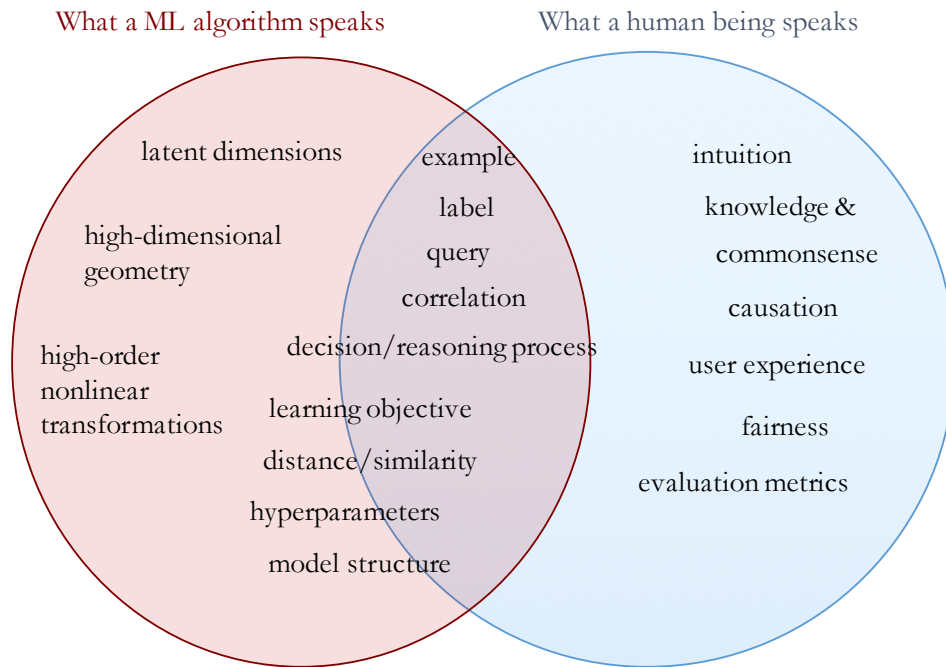 What a ML algorithm speaks
What a human being speaks
latent dimensions
high-dimensional
geometry
high-order
nonlinear
transformations
example
label
query
correlation
decision/reasoning process
learning objective
distance/similarity
hyperparameters
model structure
intuition
knowledge &
commonsense
causation
user experience
fairness
evaluation metrics